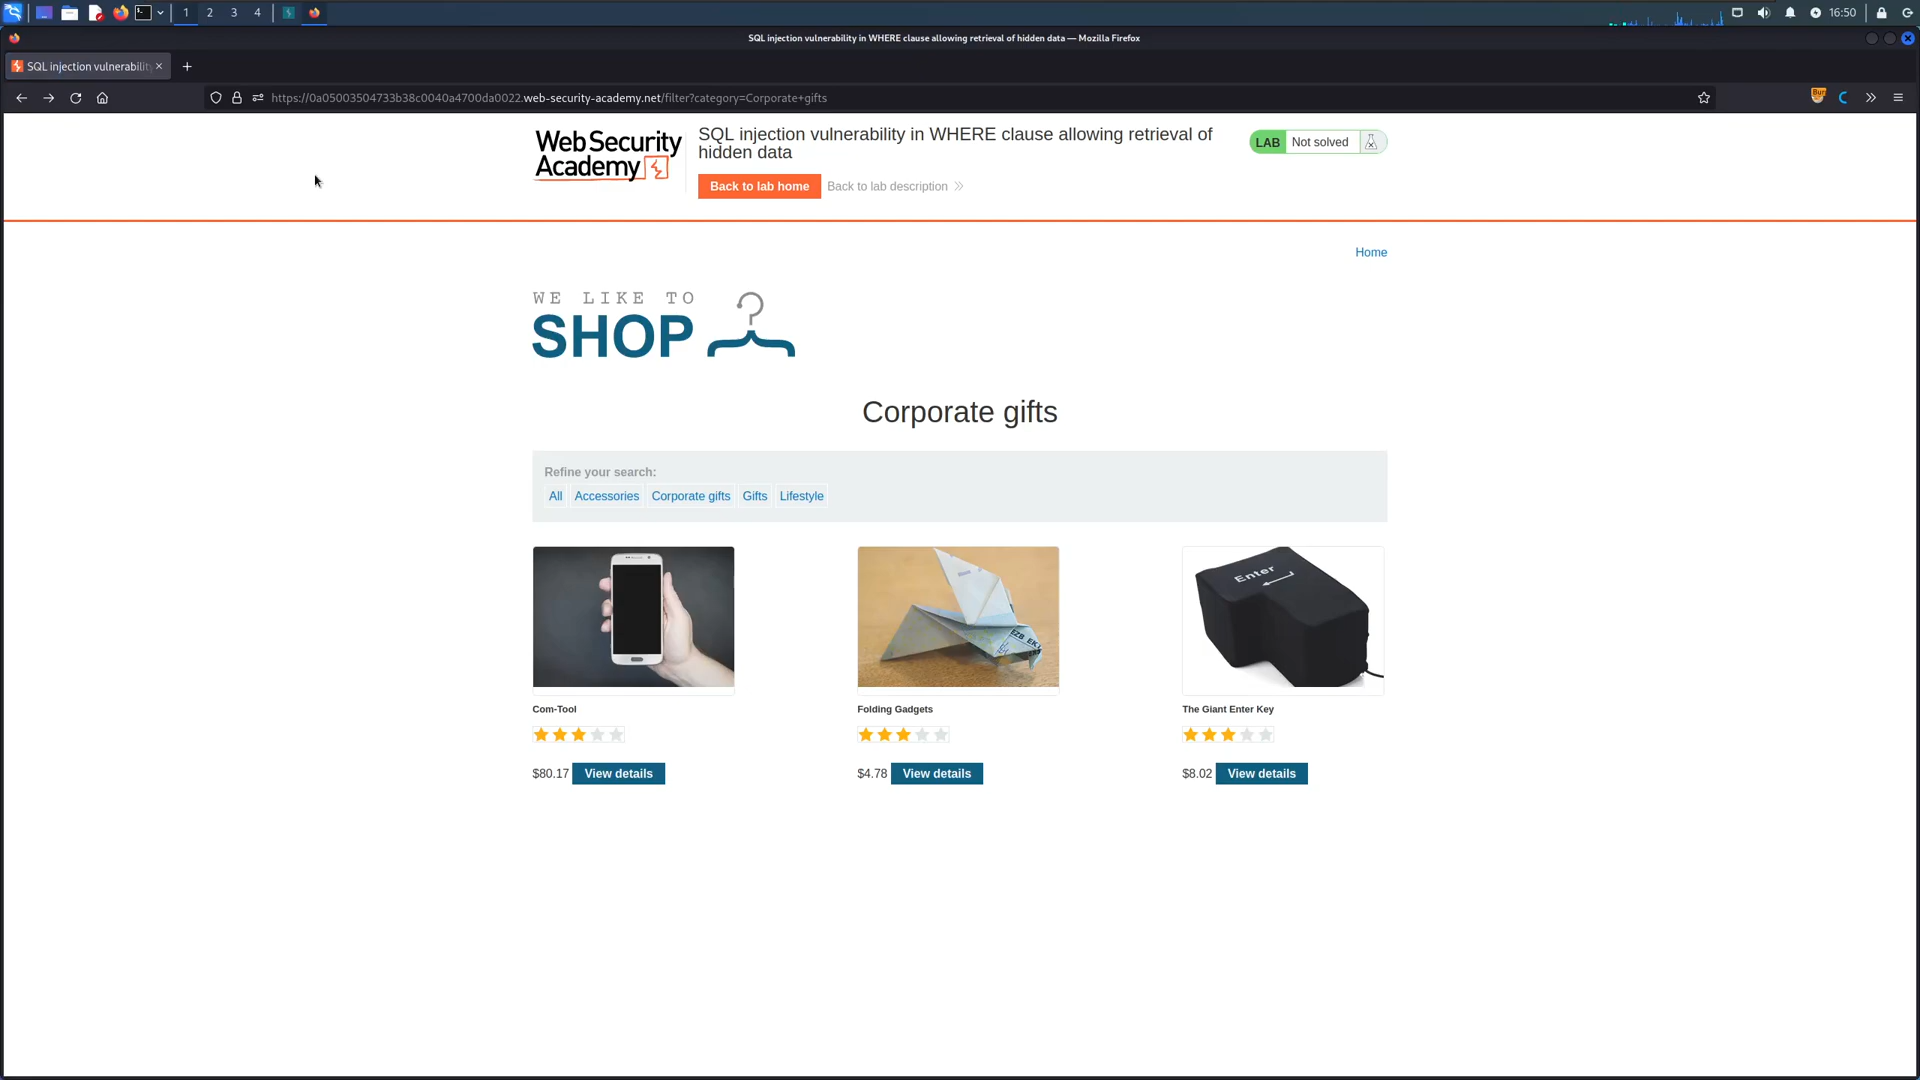 1 2 3 4
16:50
SQL injection vulnerability in WHERE clause allowing retrieval of hidden data — Mozilla Firefox
SQL injection vulnerability
https://0a05003504733b38c0040a4700da0022.web-security-academy.net/filter?category=Corporate+gifts
Web Security
Academy
SQL injection vulnerability in WHERE clause allowing retrieval of
hidden data
LAB Not solved
Back to lab home Back to lab description
Home
WE LIKE TO
SHOP
Corporate gifts
Refine your search:
All Accessories Corporate gifts Gifts Lifestyle
Enter
Com-Tool Folding Gadgets The Giant Enter Key
$80.17 View details $4.78 View details $8.02 View details